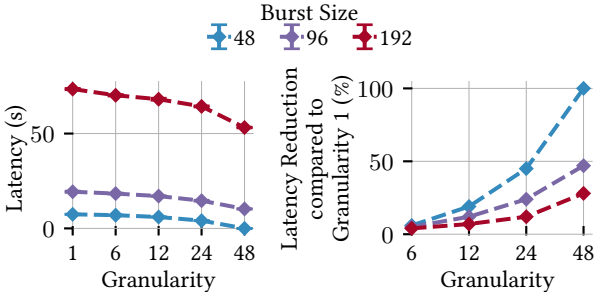 Burst Size
48 96 192
Latency (s)
50
0
1 6 12 24 48
Granularity
Latency Reduction
compared to
Granularity 1 (%)
100
50
0
6 12 24 48
Granularity